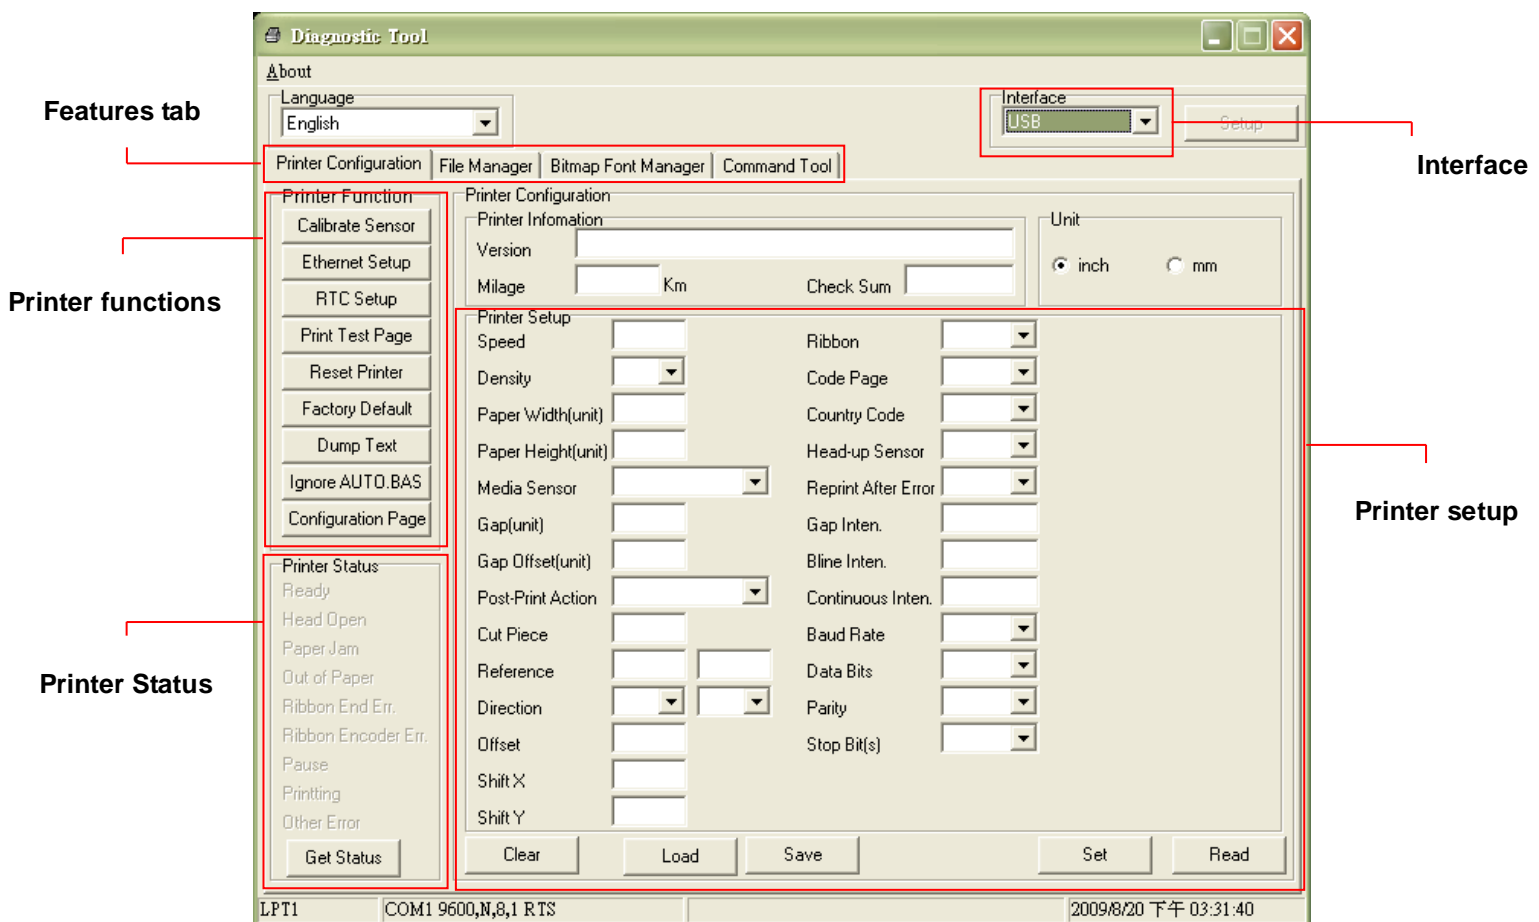 Diagnostic Tool
About
Features tab
Language
English
Interface
USB
Setup
Interface
Printer Configuration
File Manager
Bitmap Font Manager
Command Tool
Printer Function
Calibrate Sensor
Ethernet Setup
RTC Setup
Print Test Page
Reset Printer
Factory Default
Dump Text
Ignore AUTO.BAS
Configuration Page
Printer functions
Printer Configuration
Printer Infomation
Version
Milage
Km
Check Sum
Unit
inch
mm
Printer Setup
Speed
Density
Paper Width(unit)
Paper Height(unit)
Media Sensor
Gap(unit)
Gap Offset(unit)
Post-Print Action
Cut Piece
Reference
Direction
Offset
Shift X
Shift Y
Ribbon
Code Page
Country Code
Head-up Sensor
Reprint After Error
Gap Inten.
Bline Inten.
Continuous Inten.
Baud Rate
Data Bits
Parity
Stop Bit(s)
Printer setup
Printer Status
Ready
Head Open
Paper Jam
Out of Paper
Ribbon End Err.
Ribbon Encoder Err.
Pause
Printting
Other Error
Get Status
Printer Status
Clear
Load
Save
Set
Read
LPT1
COM1 9600,N,8,1 RTS
2009/8/20 下午 03:31:40